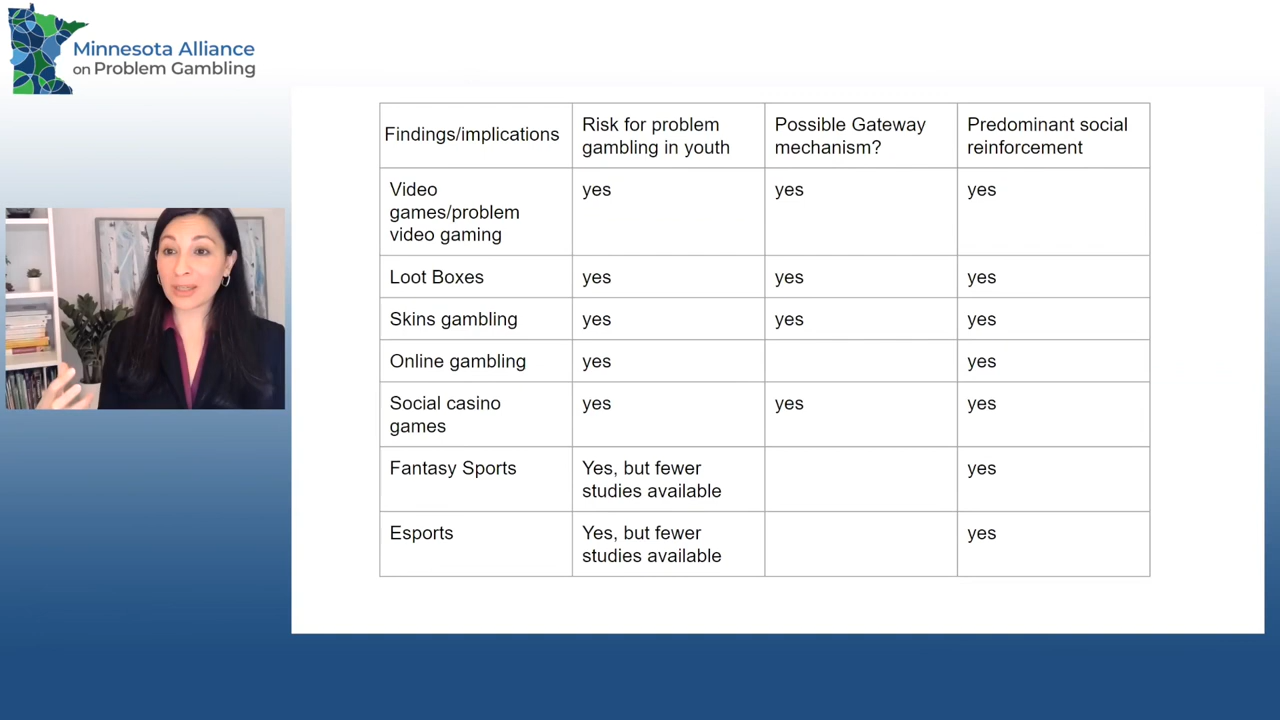 Minnesota Alliance
on Problem Gambling
Findings/implications
Risk for problem
gambling in youth
Possible Gateway
mechanism?
Predominant social
reinforcement
Video
games/problem
video gaming
yes
yes
yes
Loot Boxes
yes
yes
yes
Skins gambling
yes
yes
yes
Online gambling
yes
yes
Social casino
games
yes
yes
yes
Fantasy Sports
Yes, but fewer
studies available
yes
Esports
Yes, but fewer
studies available
yes